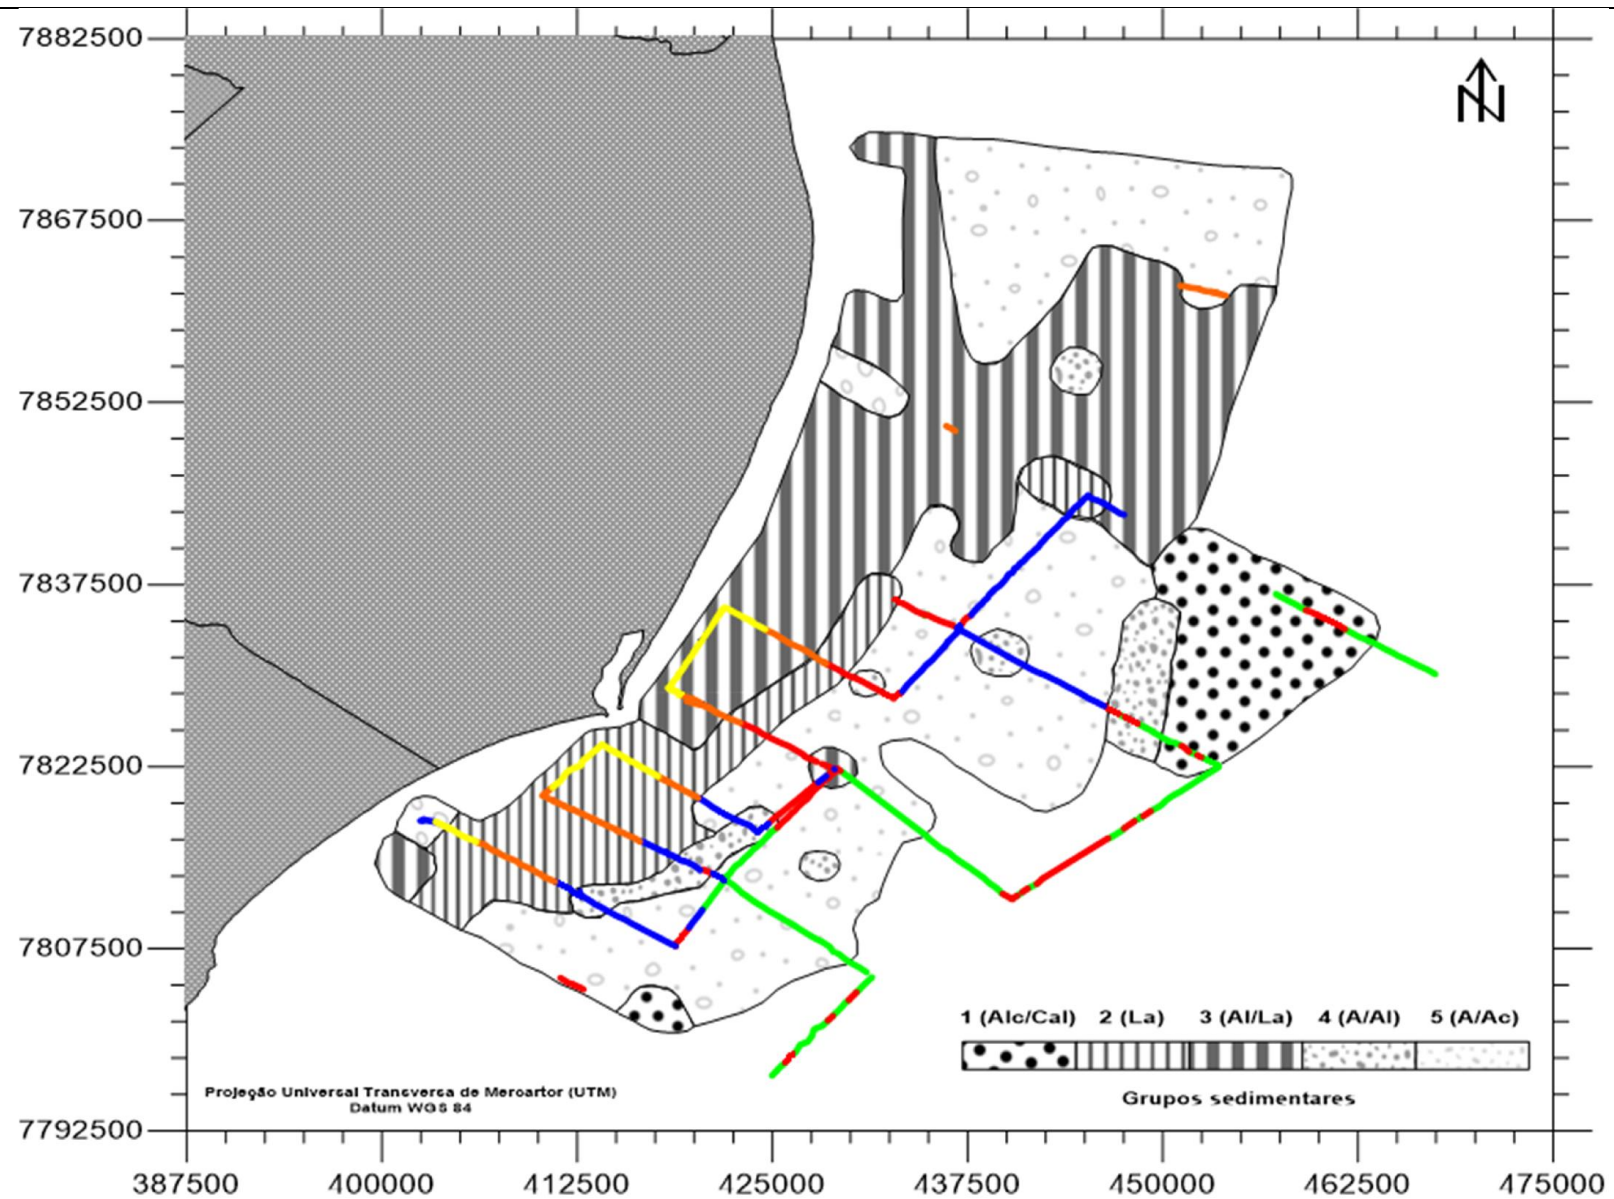 7882500
N
7867500
7852500
7837500
7822500
7807500
1 (Alc/Cal) 2 (La) 3 (Al/La) 4 (A/Al) 5 (A/Ac)
Grupos sedimentares
Projeção Universal Transversa de Meroartor (UTM)
Datum WGS 84
7792500
387500 400000 412500 425000 437500 450000 462500 475000